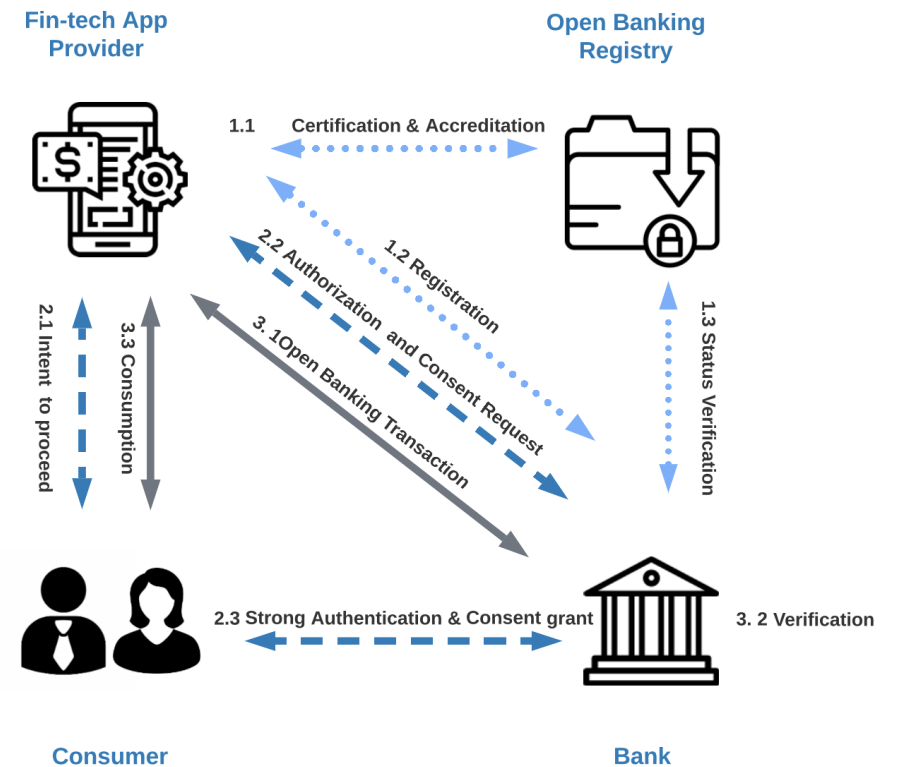 Fin-tech App
Provider
Open Banking
Registry
1.1 Certification & Accreditation
$
1.2 Registration
2.2 Authorization and Consent Request
3. 1Open Banking Transaction
2.1 Intent to proceed
3.3 Consumption
1.3 Status Verification
2.3 Strong Authentication & Consent grant
3. 2 Verification
Consumer
Bank